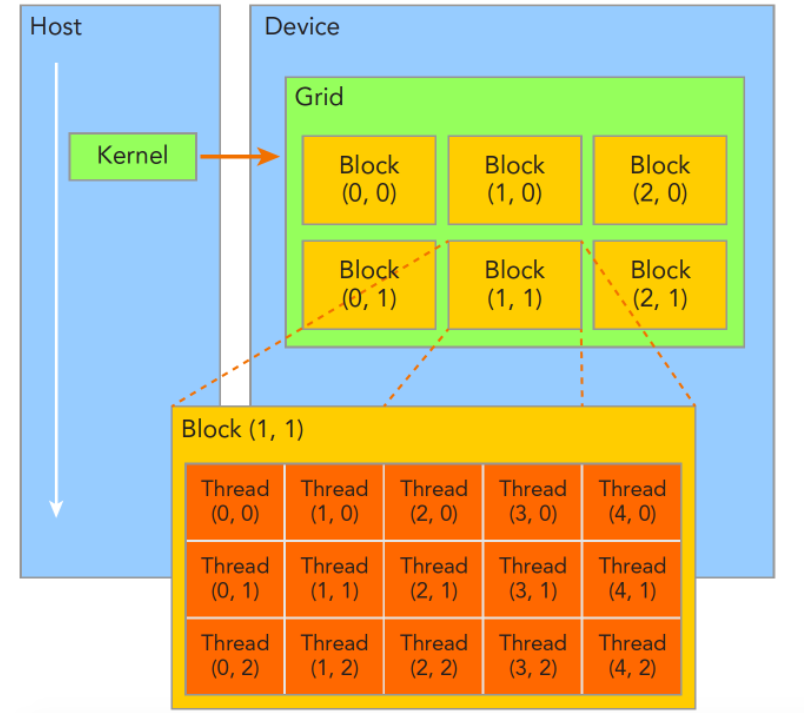 Host
Device
Grid
Kernel
Block
(0, 0)
Block
(1, 0)
Block
(2, 0)
Block
(0, 1)
Block
(1, 1)
Block
(2, 1)
Block (1, 1)
Thread
(0, 0)
Thread
(1, 0)
Thread
(2, 0)
Thread
(3, 0)
Thread
(4, 0)
Thread
(0, 1)
Thread
(1, 1)
Thread
(2, 1)
Thread
(3, 1)
Thread
(4, 1)
Thread
(0, 2)
Thread
(1, 2)
Thread
(2, 2)
Thread
(3, 2)
Thread
(4, 2)